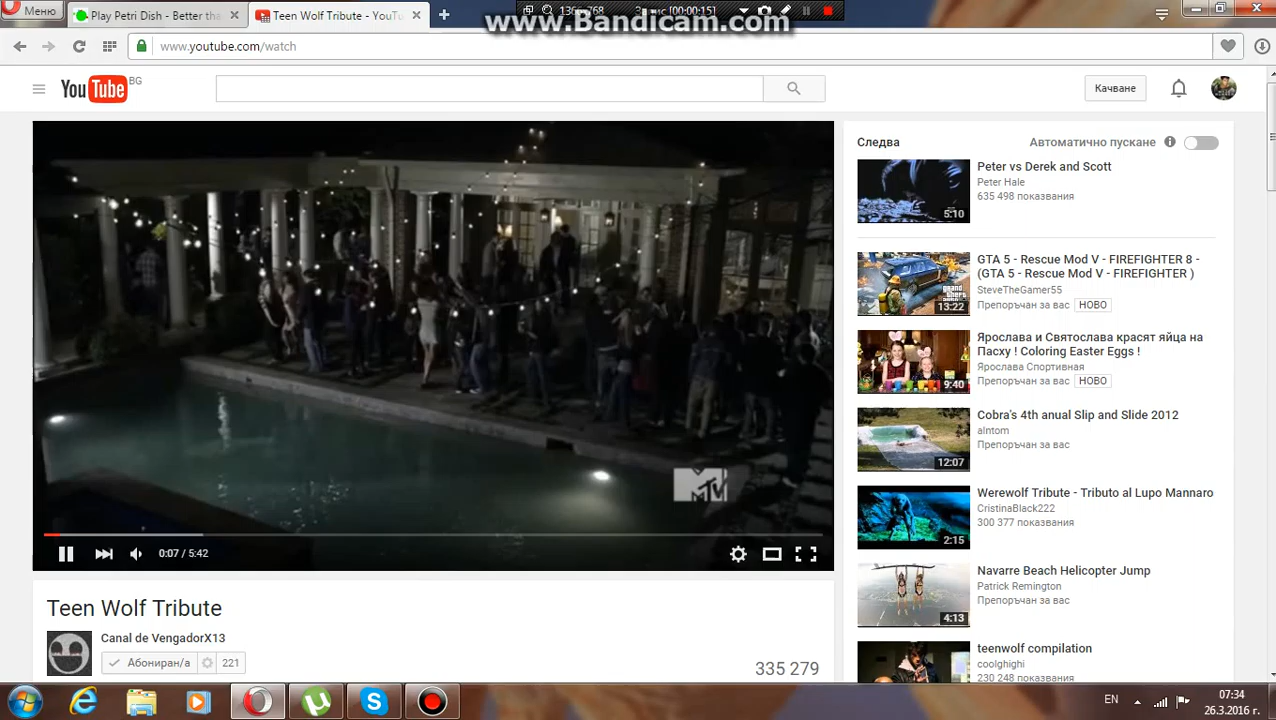 Меню
Play Petri Dish - Better tha
Teen Wolf Tribute - YouTu
1366x768
[00:00:15]
www.Bandicam.com
www.youtube.com/watch
YouTube BG
Качване
Следва
Автоматично пускане
Peter vs Derek and Scott
Peter Hale
635 498 показвания
5:10
GTA 5 - Rescue Mod V - FIREFIGHTER 8 -
(GTA 5 - Rescue Mod V - FIREFIGHTER )
SteveTheGamer55
Препоръчан за вас НОВО
13:22
Ярослава и Святослава красят яйца на
Пасху ! Coloring Easter Eggs !
Ярослава Спортивная
Препоръчан за вас НОВО
9:40
Cobra's 4th anual Slip and Slide 2012
alntom
Препоръчан за вас
12:07
Werewolf Tribute - Tributo al Lupo Mannaro
CristinaBlack222
300 377 показвания
2:15
Navarre Beach Helicopter Jump
Patrick Remington
Препоръчан за вас
4:13
teenwolf compilation
coolghighi
230 248 показвания
MTV
0:07 / 5:42
Teen Wolf Tribute
Canal de VengadorX13
Абониран/а 221
335 279
EN
07:34
26.3.2016 г.